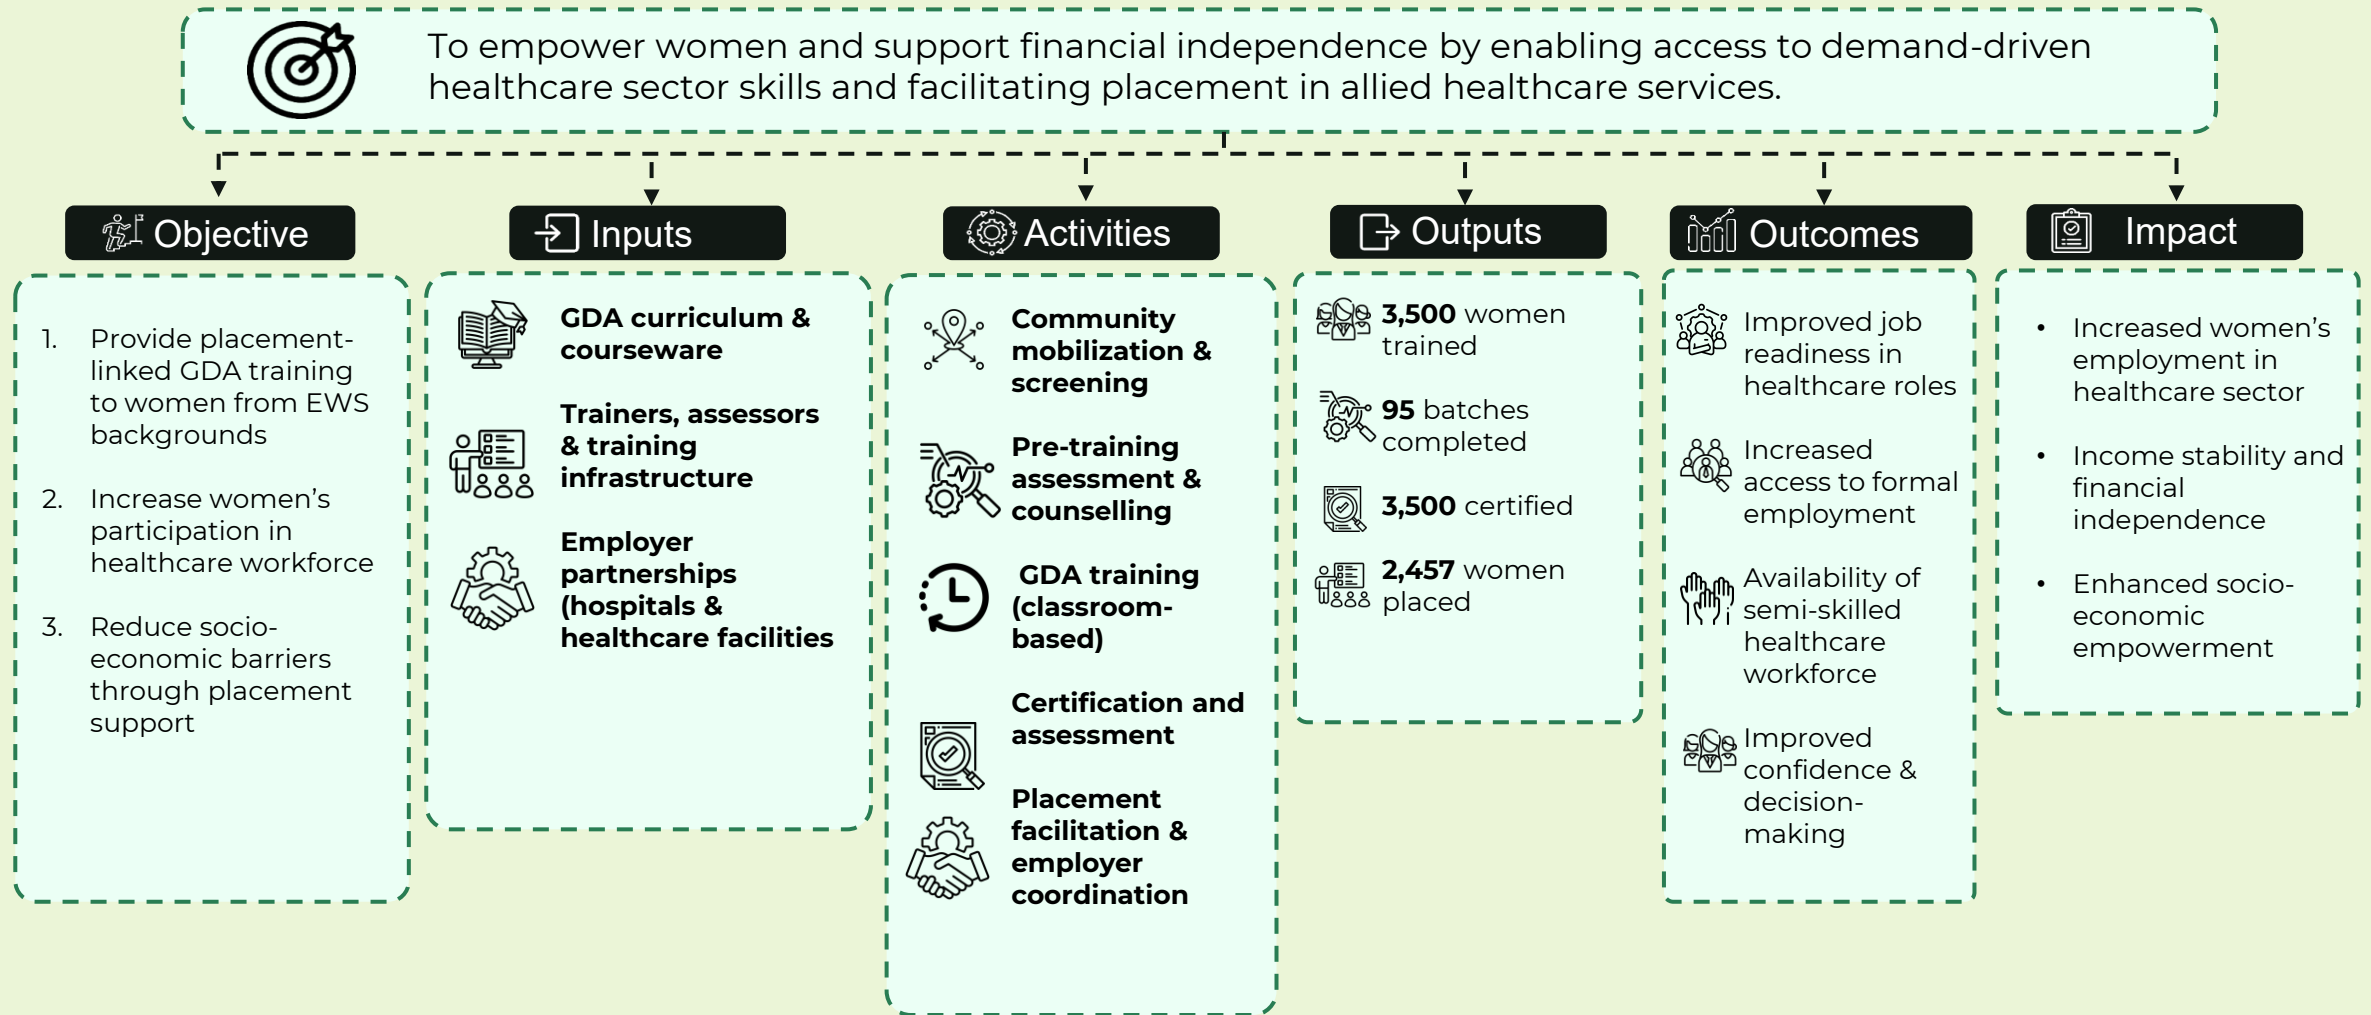 To empower women and support financial independence by enabling access to demand-driven
healthcare sector skills and facilitating placement in allied healthcare services.
Objective
1. Provide placement-
linked GDA training
to women from EWS
backgrounds
2. Increase women’s
participation in
healthcare workforce
3. Reduce socio-
economic barriers
through placement
support
Inputs
GDA curriculum &
courseware
Trainers, assessors
& training
infrastructure
Employer
partnerships
(hospitals &
healthcare facilities
Activities
Community
mobilization &
screening
Pre-training
assessment &
counselling
GDA training
(classroom-
based)
Certification and
assessment
Placement
facilitation &
employer
coordination
Outputs
3,500 women
trained
95 batches
completed
3,500 certified
2,457 women
placed
Outcomes
Improved job
readiness in
healthcare roles
Increased
access to formal
employment
Availability of
semi-skilled
healthcare
workforce
Improved
confidence &
decision-
making
Impact
• Increased women’s
employment in
healthcare sector
• Income stability and
financial
independence
• Enhanced socio-
economic
empowerment